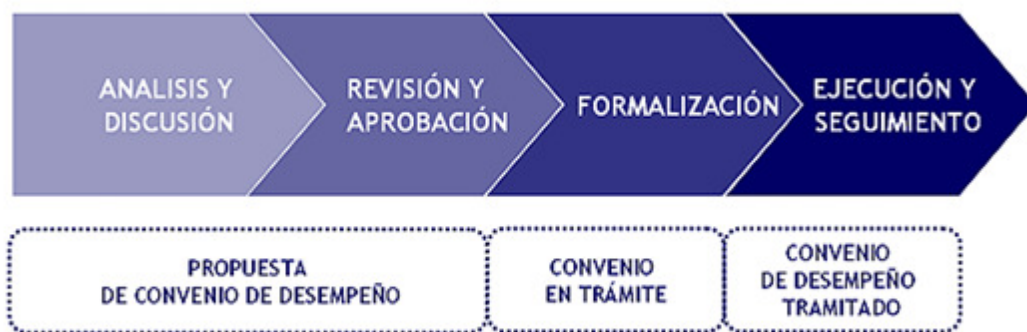 ANALISIS Y
DISCUSIÓN
REVISIÓN Y
APROBACIÓN
FORMALIZACIÓN
EJECUCIÓN Y
SEGUIMIENTO
PROPUESTA
DE CONVENIO DE DESEMPEÑO
CONVENIO
EN TRÁMITE
CONVENIO
DE DESEMPEÑO
TRAMITADO